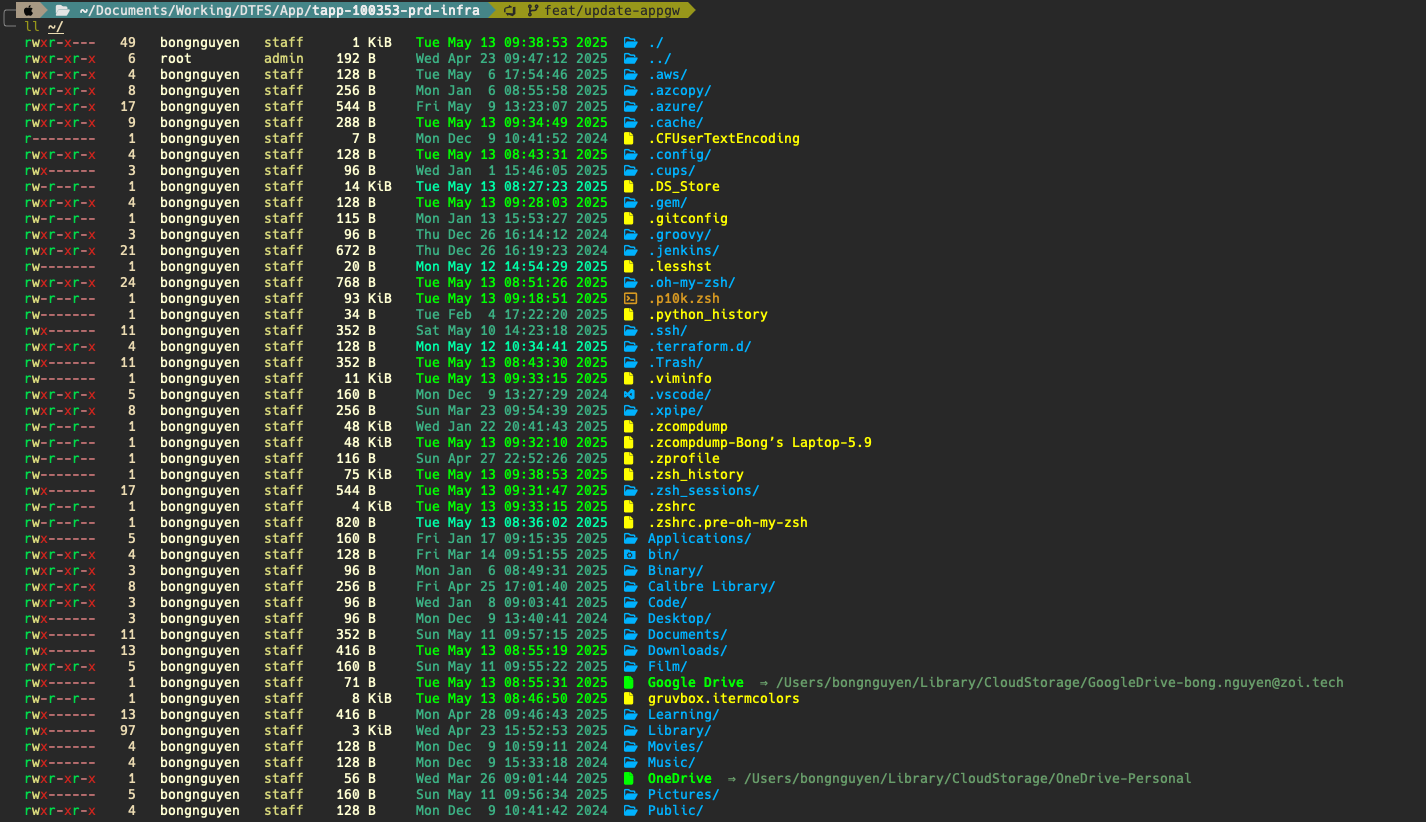 ~/Documents/Working/DTFS/App/tapp-100353-prd-infra feat/update-appgw
ll ~/
rwxr-x--- 49 bongnguyen staff 1 KiB Tue May 13 09:38:53 2025 ./
rwxr-xr-x 6 root admin 192 B Wed Apr 23 09:47:12 2025 ../
rwxr-xr-x 4 bongnguyen staff 128 B Tue May 6 17:54:46 2025 .aws/
rwxr-xr-x 8 bongnguyen staff 256 B Mon Jan 6 08:55:58 2025 .azcopy/
rwxr-xr-x 17 bongnguyen staff 544 B Fri May 9 13:23:07 2025 .azure/
rwxr-xr-x 9 bongnguyen staff 288 B Tue May 13 09:34:49 2025 .cache/
r-------- 1 bongnguyen staff 7 B Mon Dec 9 10:41:52 2024 .CFUserTextEncoding
rwxr-xr-x 4 bongnguyen staff 128 B Tue May 13 08:43:31 2025 .config/
rwx------ 3 bongnguyen staff 96 B Wed Jan 1 15:46:05 2025 .cups/
rw-r--r-- 1 bongnguyen staff 14 KiB Tue May 13 08:27:23 2025 .DS_Store
rwxr-xr-x 4 bongnguyen staff 128 B Tue May 13 09:28:03 2025 .gem/
rw-r--r-- 1 bongnguyen staff 115 B Mon Jan 13 15:53:27 2025 .gitconfig
rwxr-xr-x 3 bongnguyen staff 96 B Thu Dec 26 16:14:12 2024 .groovy/
rwxr-xr-x 21 bongnguyen staff 672 B Thu Dec 26 16:19:23 2024 .jenkins/
rw------- 1 bongnguyen staff 20 B Mon May 12 14:54:29 2025 .lesshst
rwxr-xr-x 24 bongnguyen staff 768 B Tue May 13 08:51:26 2025 .oh-my-zsh/
rw-r--r-- 1 bongnguyen staff 93 KiB Tue May 13 09:18:51 2025 .p10k.zsh
rw------- 1 bongnguyen staff 34 B Tue Feb 4 17:22:20 2025 .python_history
rwx------ 11 bongnguyen staff 352 B Sat May 10 14:23:18 2025 .ssh/
rwxr-xr-x 4 bongnguyen staff 128 B Mon May 12 10:34:41 2025 .terraform.d/
rwx------ 11 bongnguyen staff 352 B Tue May 13 08:43:30 2025 .Trash/
rw------- 1 bongnguyen staff 11 KiB Tue May 13 09:33:15 2025 .viminfo
rwxr-xr-x 5 bongnguyen staff 160 B Mon Dec 9 13:27:29 2024 .vscode/
rwxr-xr-x 8 bongnguyen staff 256 B Sun Mar 23 09:54:39 2025 .xpipe/
rw-r--r-- 1 bongnguyen staff 48 KiB Wed Jan 22 20:41:43 2025 .zcompdump
rw-r--r-- 1 bongnguyen staff 48 KiB Tue May 13 09:32:10 2025 .zcompdump-Bong’s Laptop-5.9
rw-r--r-- 1 bongnguyen staff 116 B Sun Apr 27 22:52:26 2025 .zprofile
rw------- 1 bongnguyen staff 75 KiB Tue May 13 09:38:53 2025 .zsh_history
rwx------ 17 bongnguyen staff 544 B Tue May 13 09:31:47 2025 .zsh_sessions/
rw-r--r-- 1 bongnguyen staff 4 KiB Tue May 13 09:33:15 2025 .zshrc
rw-r--r-- 1 bongnguyen staff 820 B Tue May 13 08:36:02 2025 .zshrc.pre-oh-my-zsh
rwx------ 5 bongnguyen staff 160 B Fri Jan 17 09:15:35 2025 Applications/
rwxr-xr-x 4 bongnguyen staff 128 B Fri Mar 14 09:51:55 2025 bin/
rwxr-xr-x 3 bongnguyen staff 96 B Mon Jan 6 08:49:31 2025 Binary/
rwxr-xr-x 8 bongnguyen staff 256 B Fri Apr 25 17:01:40 2025 Calibre Library/
rwxr-xr-x 3 bongnguyen staff 96 B Wed Jan 8 09:03:41 2025 Code/
rwx------ 3 bongnguyen staff 96 B Mon Dec 9 13:40:41 2024 Desktop/
rwx------ 11 bongnguyen staff 352 B Sun May 11 09:57:15 2025 Documents/
rwx------ 13 bongnguyen staff 416 B Tue May 13 08:55:19 2025 Downloads/
rwxr-xr-x 5 bongnguyen staff 160 B Sun May 11 09:55:22 2025 Film/
rwx------ 1 bongnguyen staff 71 B Tue May 13 08:55:31 2025 Google Drive ⇒ /Users/bongnguyen/Library/CloudStorage/GoogleDrive-bong.nguyen@zoi.tech
rw-r--r-- 1 bongnguyen staff 8 KiB Tue May 13 08:46:50 2025 gruvbox.itermcolors
rwx------ 13 bongnguyen staff 416 B Mon Apr 28 09:46:43 2025 Learning/
rwx------ 97 bongnguyen staff 3 KiB Wed Apr 23 15:52:53 2025 Library/
rwx------ 4 bongnguyen staff 128 B Mon Dec 9 10:59:11 2024 Movies/
rwx------ 4 bongnguyen staff 128 B Mon Dec 9 15:33:18 2024 Music/
rwxr-xr-x 1 bongnguyen staff 56 B Wed Mar 26 09:01:44 2025 OneDrive ⇒ /Users/bongnguyen/Library/CloudStorage/OneDrive-Personal
rwx------ 5 bongnguyen staff 160 B Sun May 11 09:56:34 2025 Pictures/
rwxr-xr-x 4 bongnguyen staff 128 B Mon Dec 9 10:41:42 2024 Public/